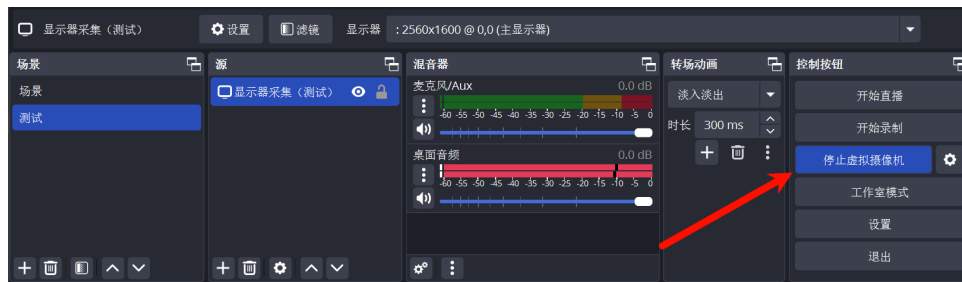 显示器采集（测试） 设置 滤镜 显示器 : 2560x1600 @ 0,0 (主显示器)
场景
场景
测试
源
显示器采集（测试）
混音器
麦克风/Aux 0.0 dB
-60 -55 -50 -45 -40 -35 -30 -25 -20 -15 -10 -5 0
桌面音频 0.0 dB
-60 -55 -50 -45 -40 -35 -30 -25 -20 -15 -10 -5 0
转场动画
淡入淡出
时长 300 ms
控制按钮
开始直播
开始录制
停止虚拟摄像机
工作室模式
设置
退出